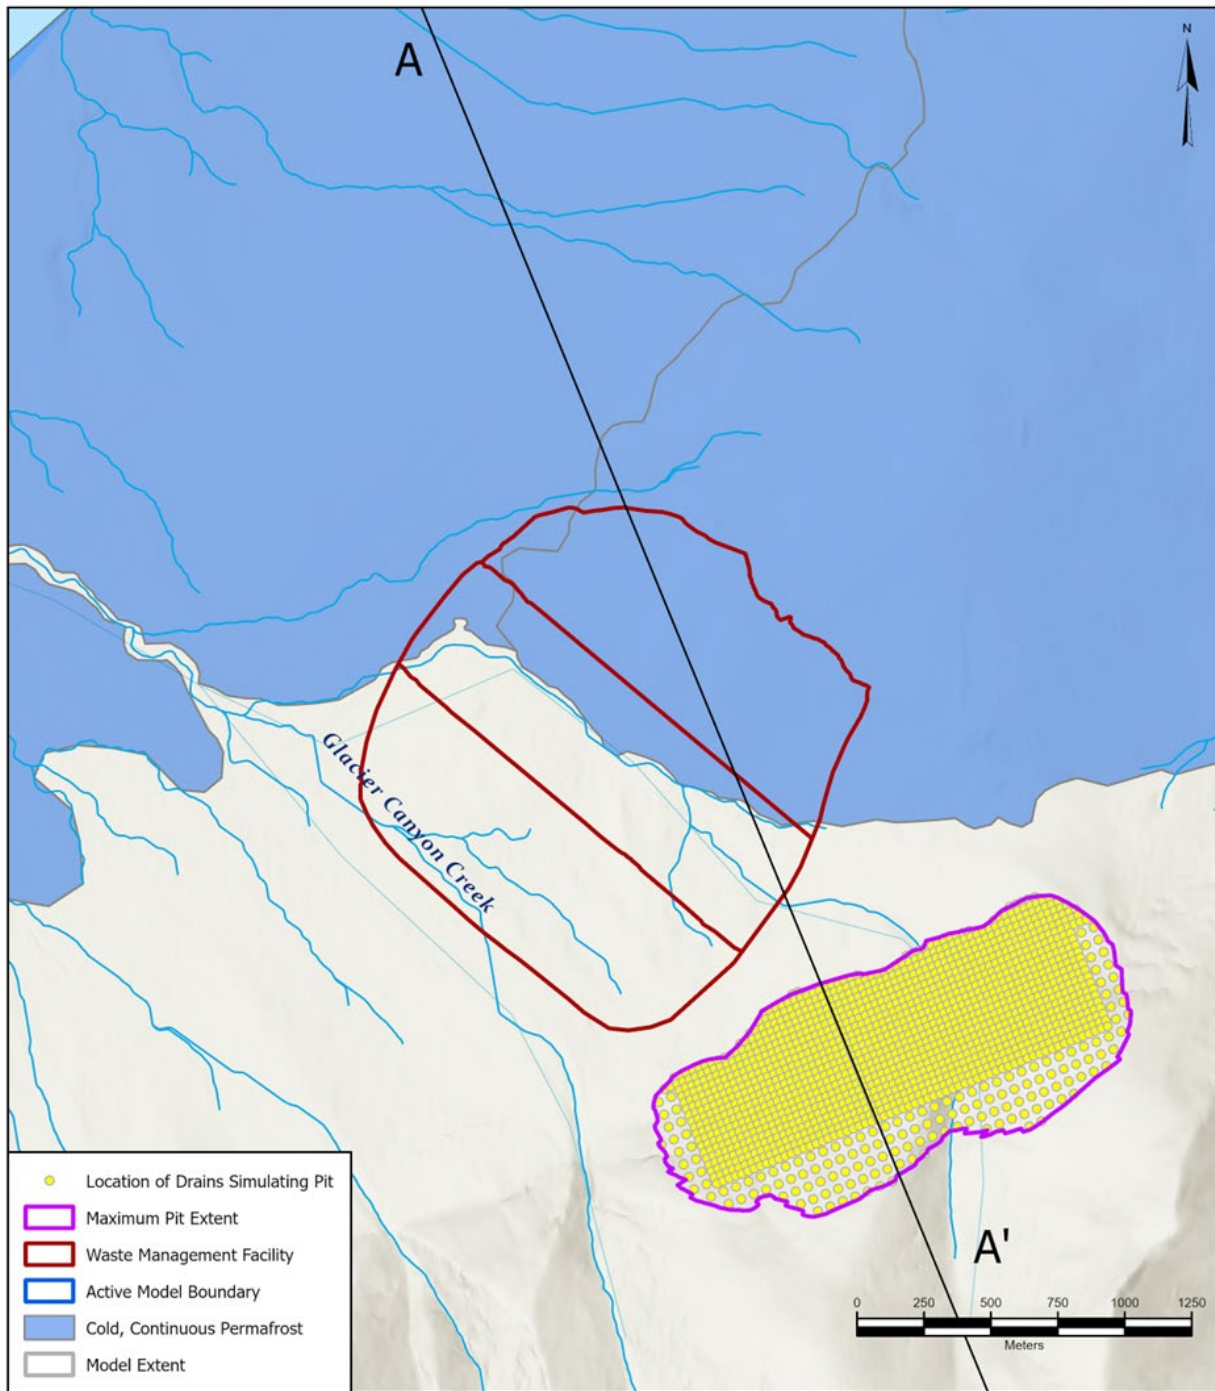 A
N
Glacier Canyon Creek
A'
Location of Drains Simulating Pit
Maximum Pit Extent
Waste Management Facility
Active Model Boundary
Cold, Continuous Permafrost
Model Extent
0 250 500 750 1000 1250
Meters